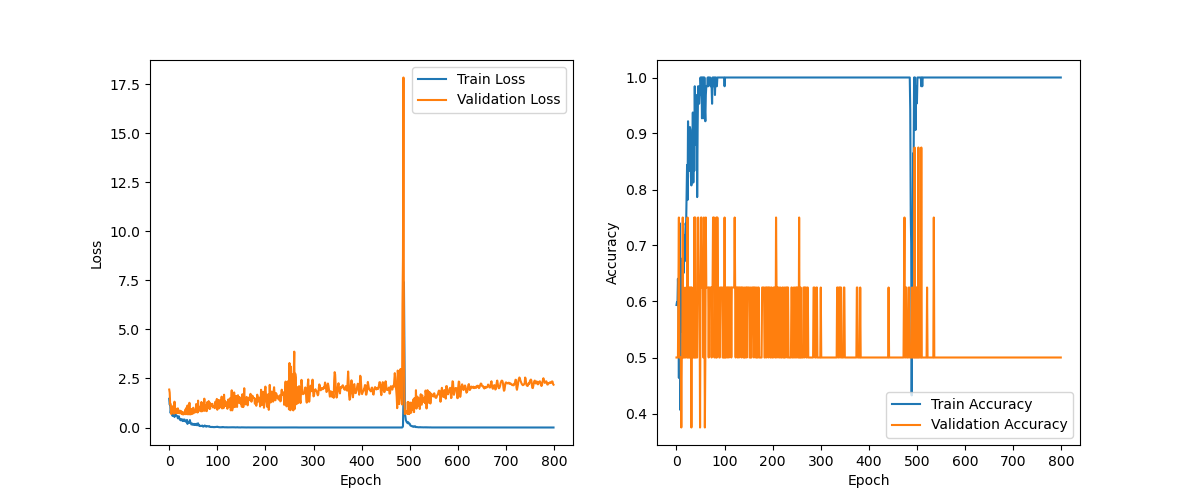 17.5
15.0
12.5
10.0
7.5
5.0
2.5
0.0
Loss
0 100 200 300 400 500 600 700 800
Epoch
Train Loss
Validation Loss
1.0
0.9
0.8
0.7
0.6
0.5
0.4
Accuracy
0 100 200 300 400 500 600 700 800
Epoch
Train Accuracy
Validation Accuracy